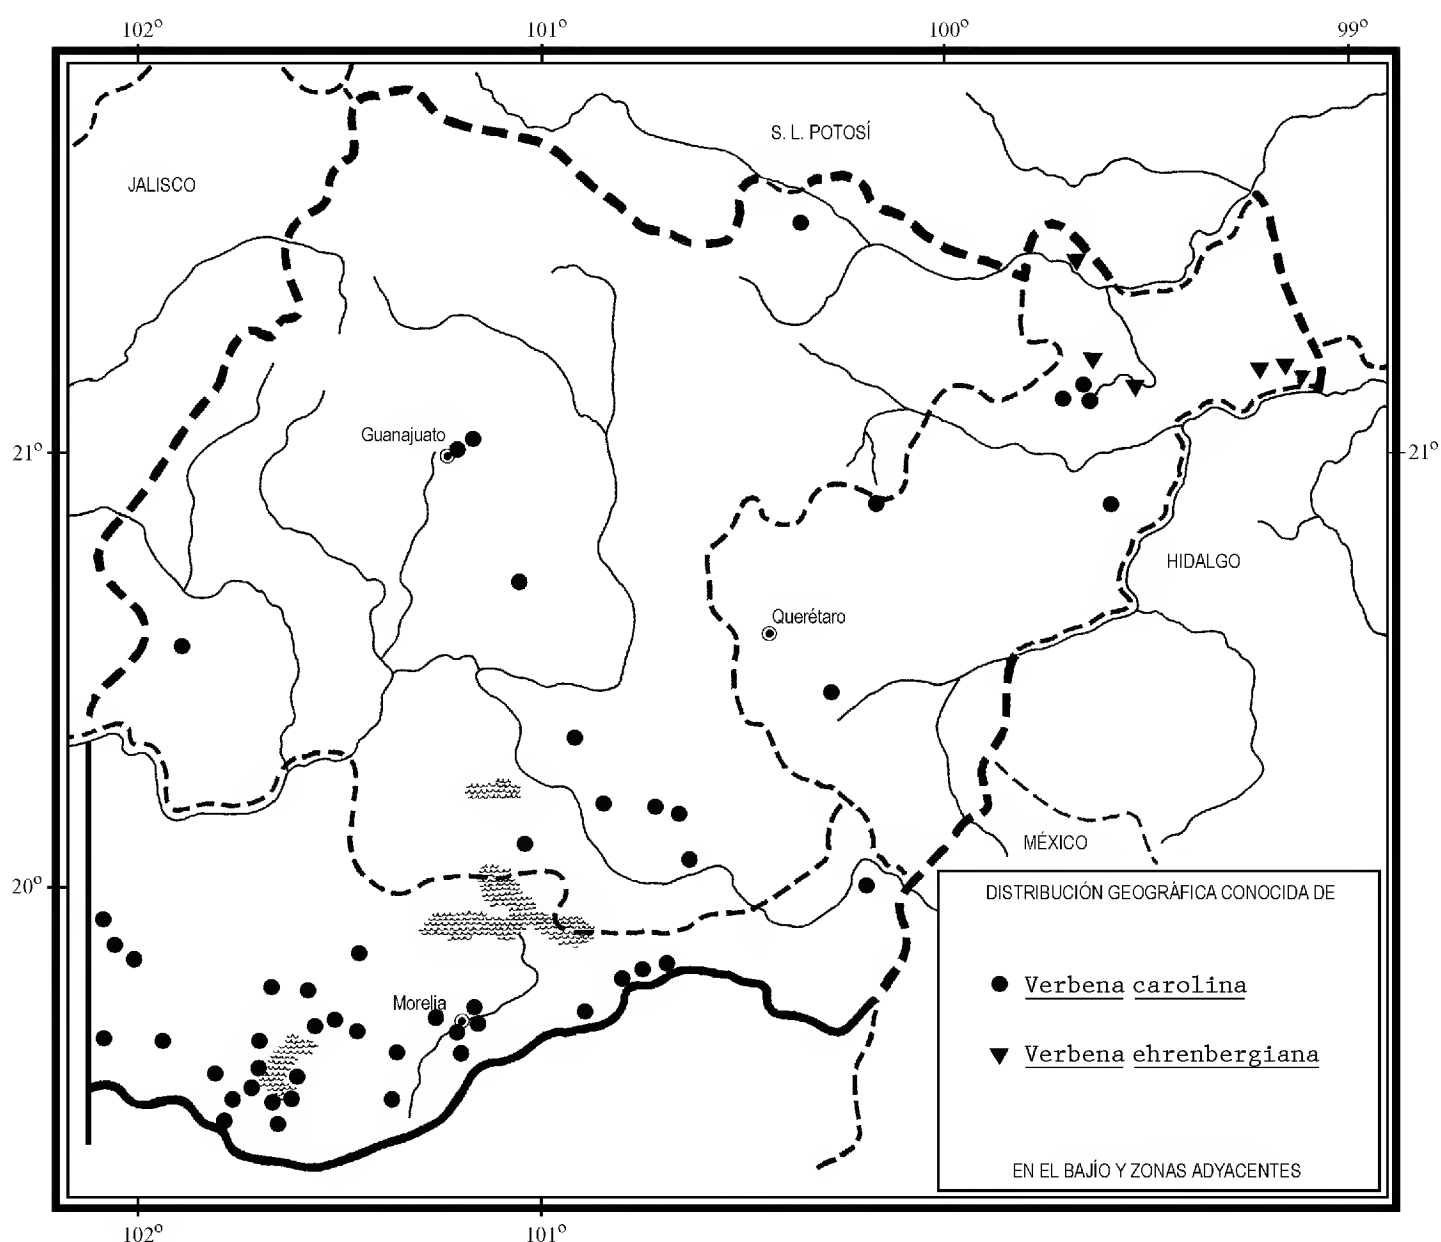 102° 101° 100° 99°
S. L. POTOSÍ
JALISCO
Guanajuato
21° 21°
HIDALGO
Querétaro
MÉXICO
20°
DISTRIBUCIÓN GEOGRÁFICA CONOCIDA DE
Verbena carolina
Morelia
Verbena ehrenbergiana
EN EL BAJÍO Y ZONAS ADYACENTES
102° 101°